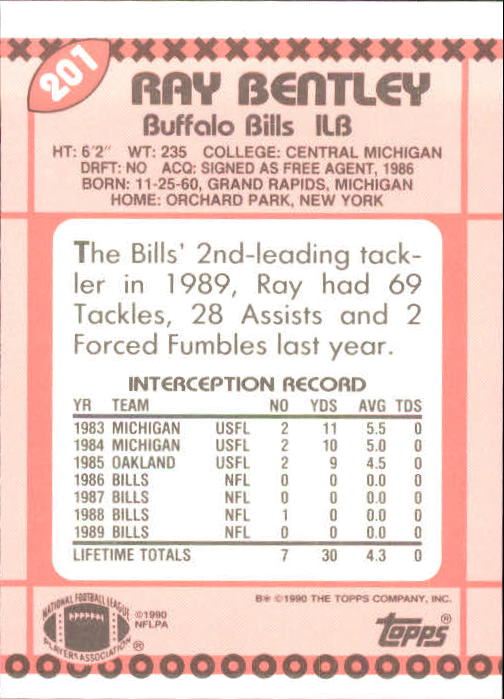 201
RAY BENTLEY
Buffalo Bills ILB
HT: 6'2" WT: 235 COLLEGE: CENTRAL MICHIGAN
DRFT: NO ACQ: SIGNED AS FREE AGENT, 1986
BORN: 11-25-60, GRAND RAPIDS, MICHIGAN
HOME: ORCHARD PARK, NEW YORK
The Bills' 2nd-leading tack-
ler in 1989, Ray had 69
Tackles, 28 Assists and 2
Forced Fumbles last year.
INTERCEPTION RECORD
YR TEAM NO YDS AVG TDS
1983 MICHIGAN USFL 2 11 5.5 0
1984 MICHIGAN USFL 2 10 5.0 0
1985 OAKLAND USFL 2 9 4.5 0
1986 BILLS NFL 0 0 0.0 0
1987 BILLS NFL 0 0 0.0 0
1988 BILLS NFL 1 0 0.0 0
1989 BILLS NFL 0 0 0.0 0
LIFETIME TOTALS 7 30 4.3 0
NATIONAL FOOTBALL LEAGUE
PLAYERS ASSOCIATION ®
©1990
NFLPA
B* ©1990 THE TOPPS COMPANY, INC.
Topps®